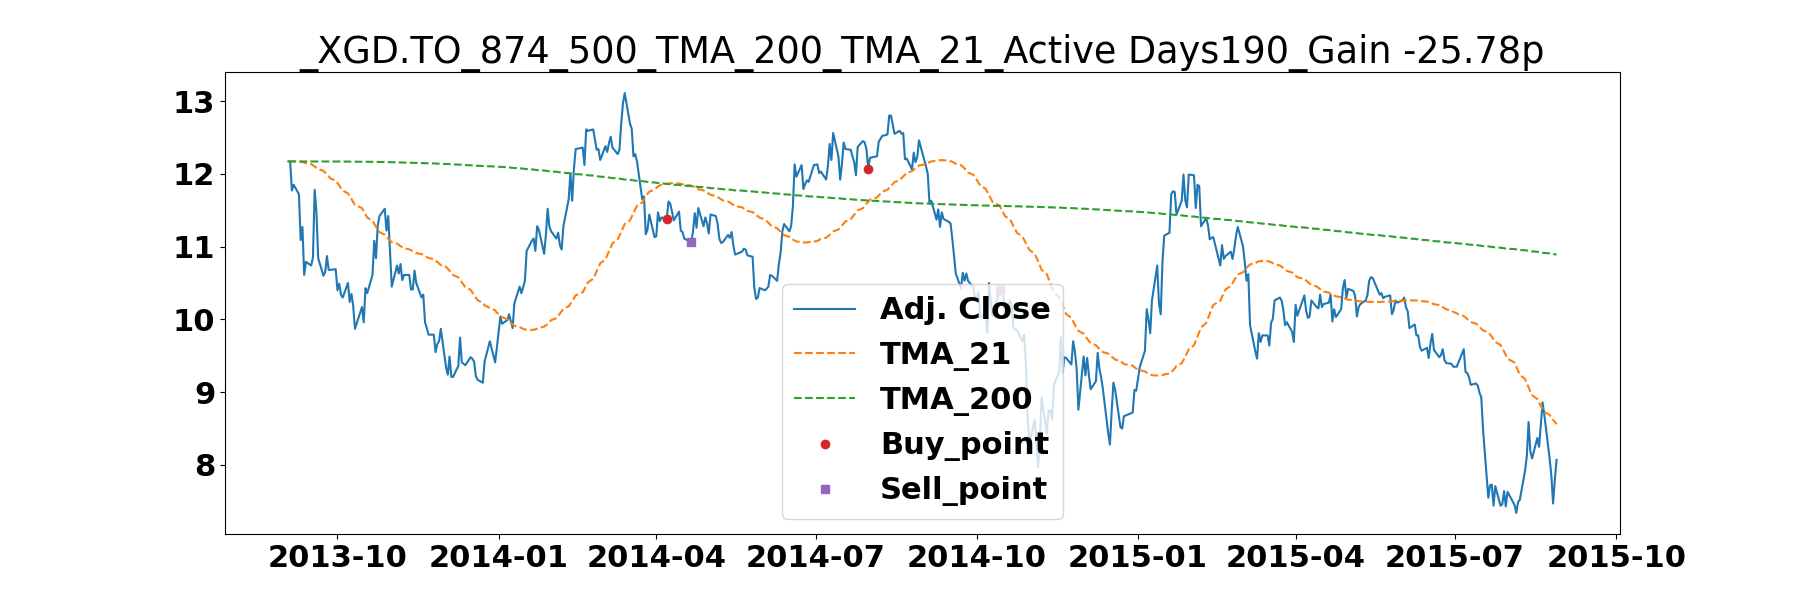 _XGD.TO_874_500_TMA_200_TMA_21_Active Days190_Gain -25.78p
13
12
11
10
9
8
Adj. Close
TMA_21
TMA_200
Buy_point
Sell_point
2013-10 2014-01 2014-04 2014-07 2014-10 2015-01 2015-04 2015-07 2015-10